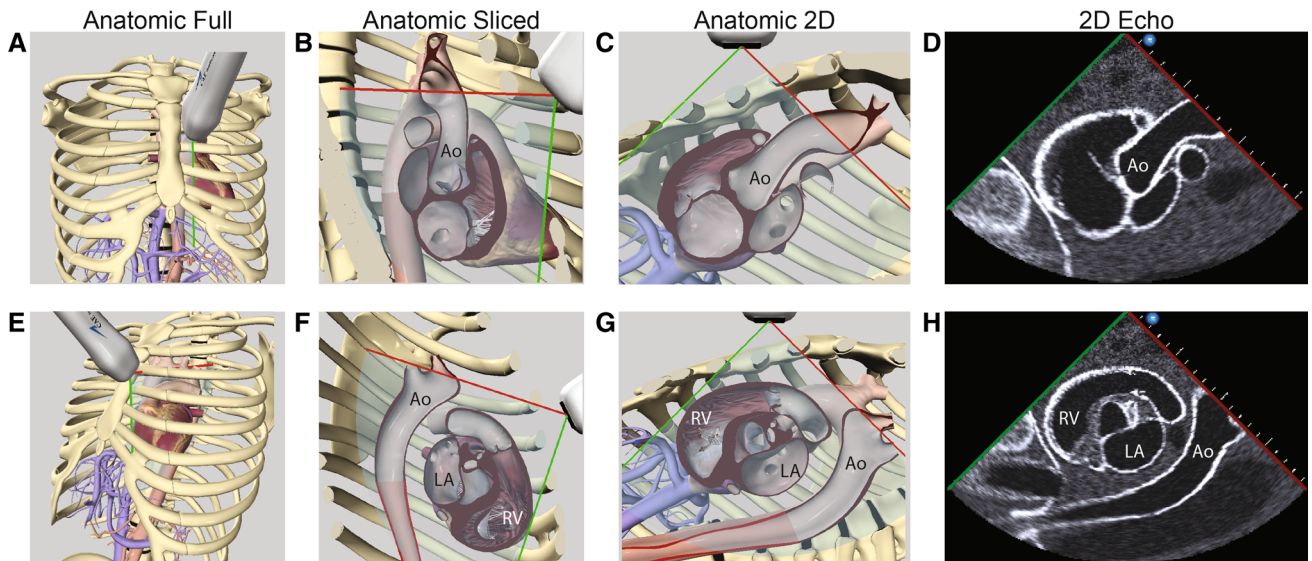 Anatomic Full Anatomic Sliced Anatomic 2D 2D Echo
A B C D
Ao Ao Ao
E F G H
Ao
RV RV
LA LA LA Ao Ao
RV